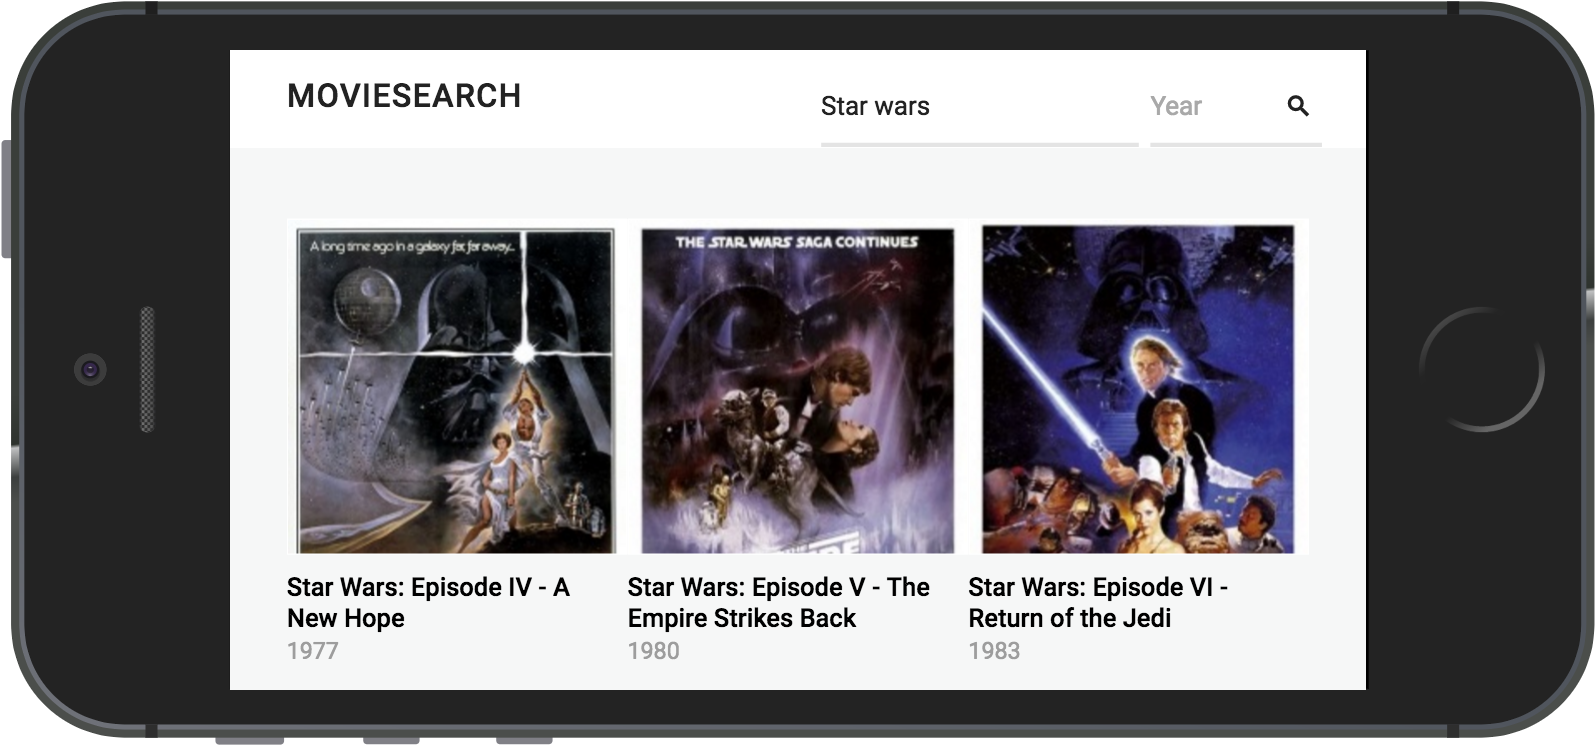 MOVIESEARCH
Star wars
Year
A long time ago in a galaxy far, far away...
THE STAR WARS SAGA CONTINUES
Star Wars: Episode IV - A
New Hope
1977
Star Wars: Episode V - The
Empire Strikes Back
1980
Star Wars: Episode VI -
Return of the Jedi
1983